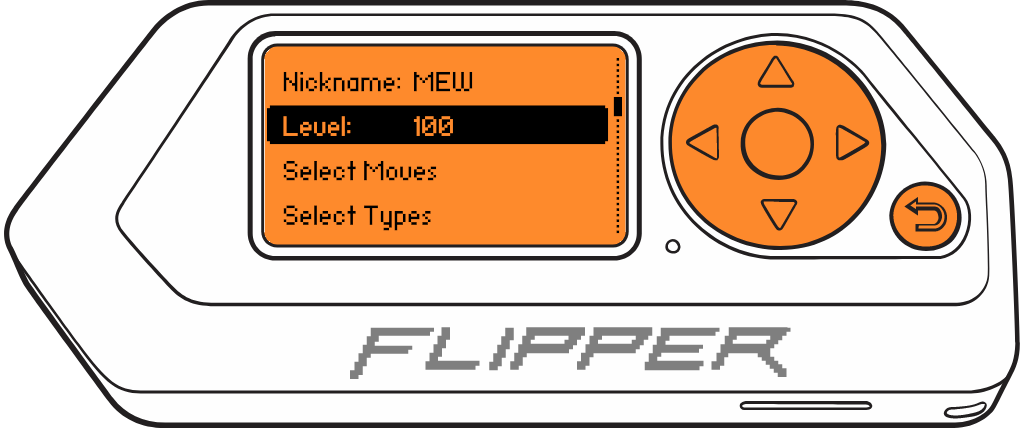 Nickname: MEW
Level: 100
Select Moves
Select Types
FLIPPER